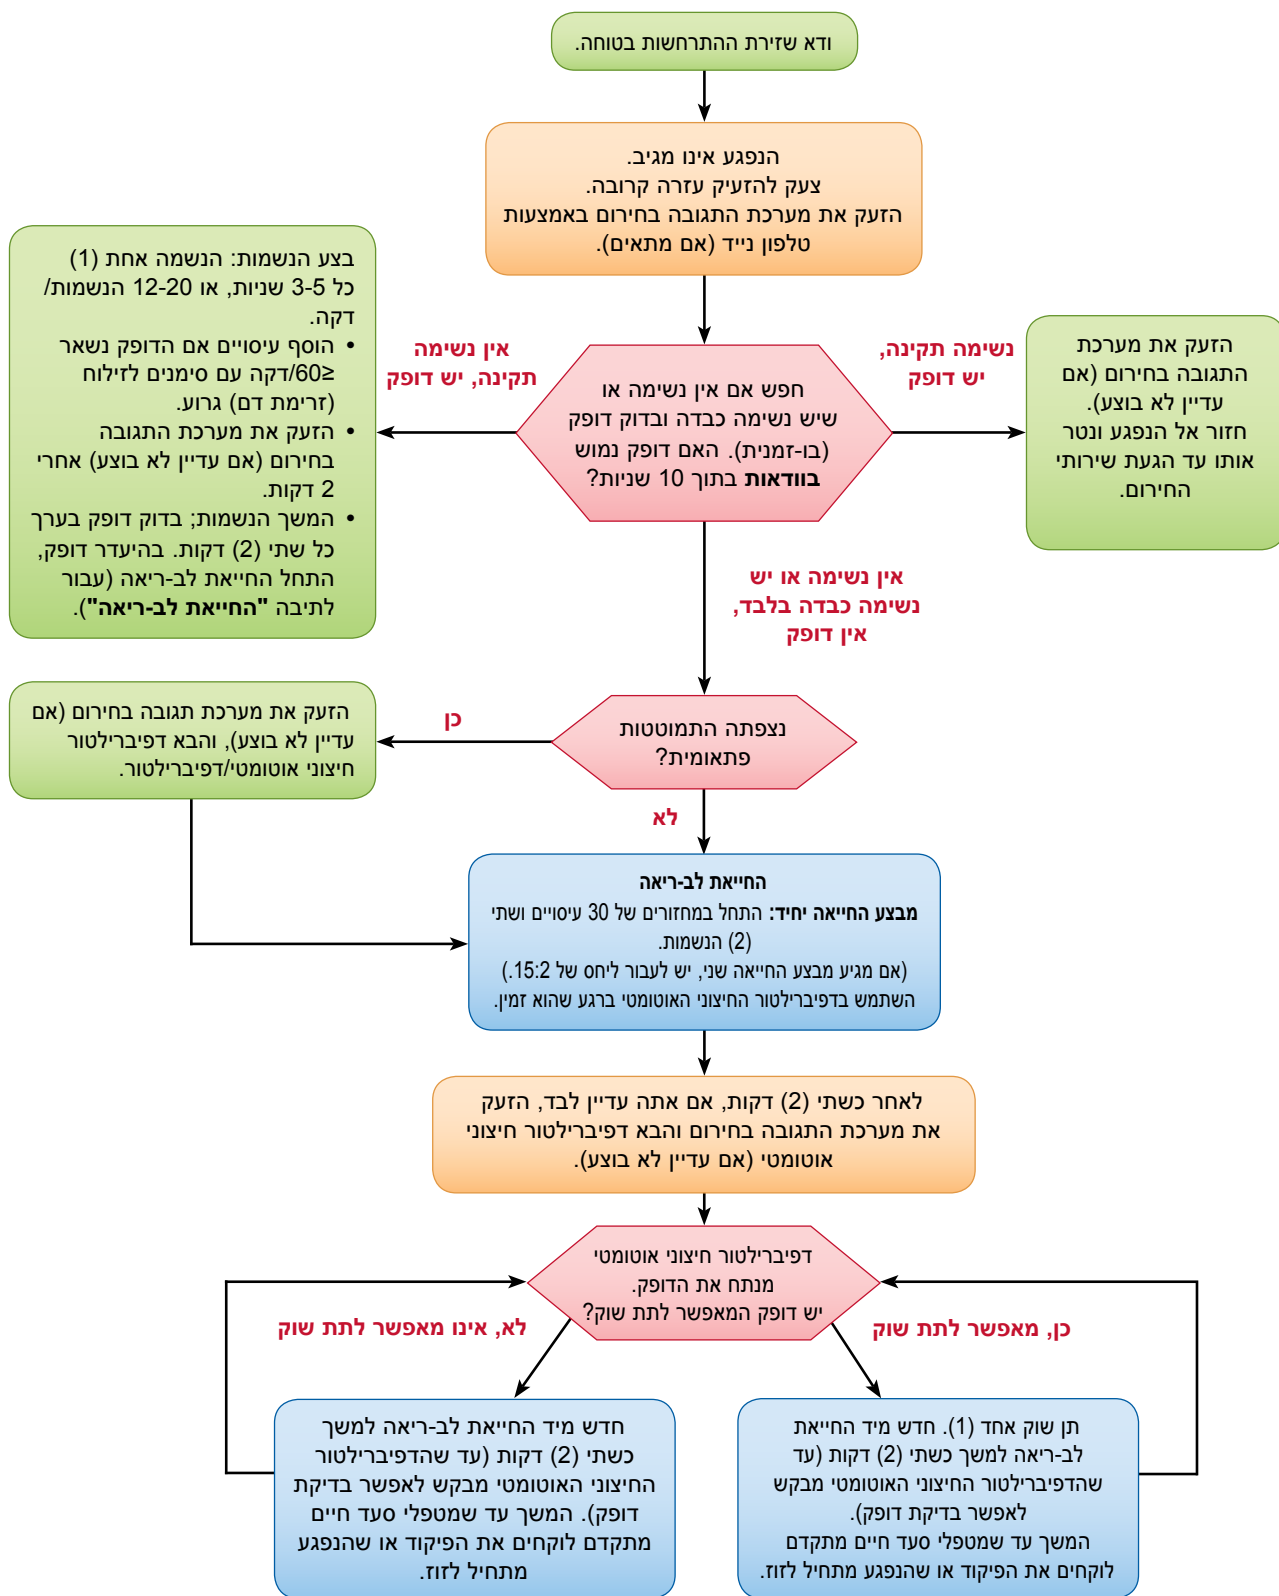 ודא שזירת ההתרחשות בטוחה.
הנפגע אינו מגיב.
צעק להזעיק עזרה קרובה.
הזעק את מערכת התגובה בחירום באמצעות
טלפון נייד (אם מתאים).
נשימה תקינה,
יש דופק
הזעק את מערכת
התגובה בחירום (אם
עדיין לא בוצע).
חזור אל הנפגע ונטר
אותו עד הגעת שירותי
החירום.
חפש אם אין נשימה או
שיש נשימה כבדה ובדוק דופק
(בו-זמנית). האם דופק נמוש
בוודאות בתוך 10 שניות?
אין נשימה
תקינה, יש דופק
בצע הנשמות: הנשמה אחת (1)
כל 3-5 שניות, או 12-20 הנשמות/
דקה.
• הוסף עיסויים אם הדופק נשאר
≤60/דקה עם סימנים לזילוח
(זרימת דם) גרוע.
• הזעק את מערכת התגובה
בחירום (אם עדיין לא בוצע) אחרי
2 דקות.
• המשך הנשמות; בדוק דופק בערך
כל שתי (2) דקות. בהיעדר דופק,
התחל החייאת לב-ריאה (עבור
לתיבה "החייאת לב-ריאה").
אין נשימה או יש
נשימה כבדה בלבד,
אין דופק
נצפתה התמוטטות
פתאומית?
כן
הזעק את מערכת תגובה בחירום (אם
עדיין לא בוצע), והבא דפיברילטור
חיצוני אוטומטי/דפיברילטור.
לא
החייאת לב-ריאה
מבצע החייאה יחיד: התחל במחזורים של 30 עיסויים ושתי
(2) הנשמות.
(אם מגיע מבצע החייאה שני, יש לעבור ליחס של 15:2.)
השתמש בדפיברילטור החיצוני האוטומטי ברגע שהוא זמין.
לאחר כשתי (2) דקות, אם אתה עדיין לבד, הזעק
את מערכת התגובה בחירום והבא דפיברילטור חיצוני
אוטומטי (אם עדיין לא בוצע).
דפיברילטור חיצוני אוטומטי
מנתח את הדופק.
יש דופק המאפשר לתת שוק?
כן, מאפשר לתת שוק
לא, אינו מאפשר לתת שוק
תן שוק אחד (1). חדש מיד החייאת
לב-ריאה למשך כשתי (2) דקות (עד
שהדפיברילטור החיצוני האוטומטי מבקש
לאפשר בדיקת דופק).
המשך עד שמטפלי סעד חיים מתקדם
לוקחים את הפיקוד או שהנפגע מתחיל לזוז.
חדש מיד החייאת לב-ריאה למשך
כשתי (2) דקות (עד שהדפיברילטור
החיצוני האוטומטי מבקש לאפשר בדיקת
דופק). המשך עד שמטפלי סעד חיים
מתקדם לוקחים את הפיקוד או שהנפגע
מתחיל לזוז.